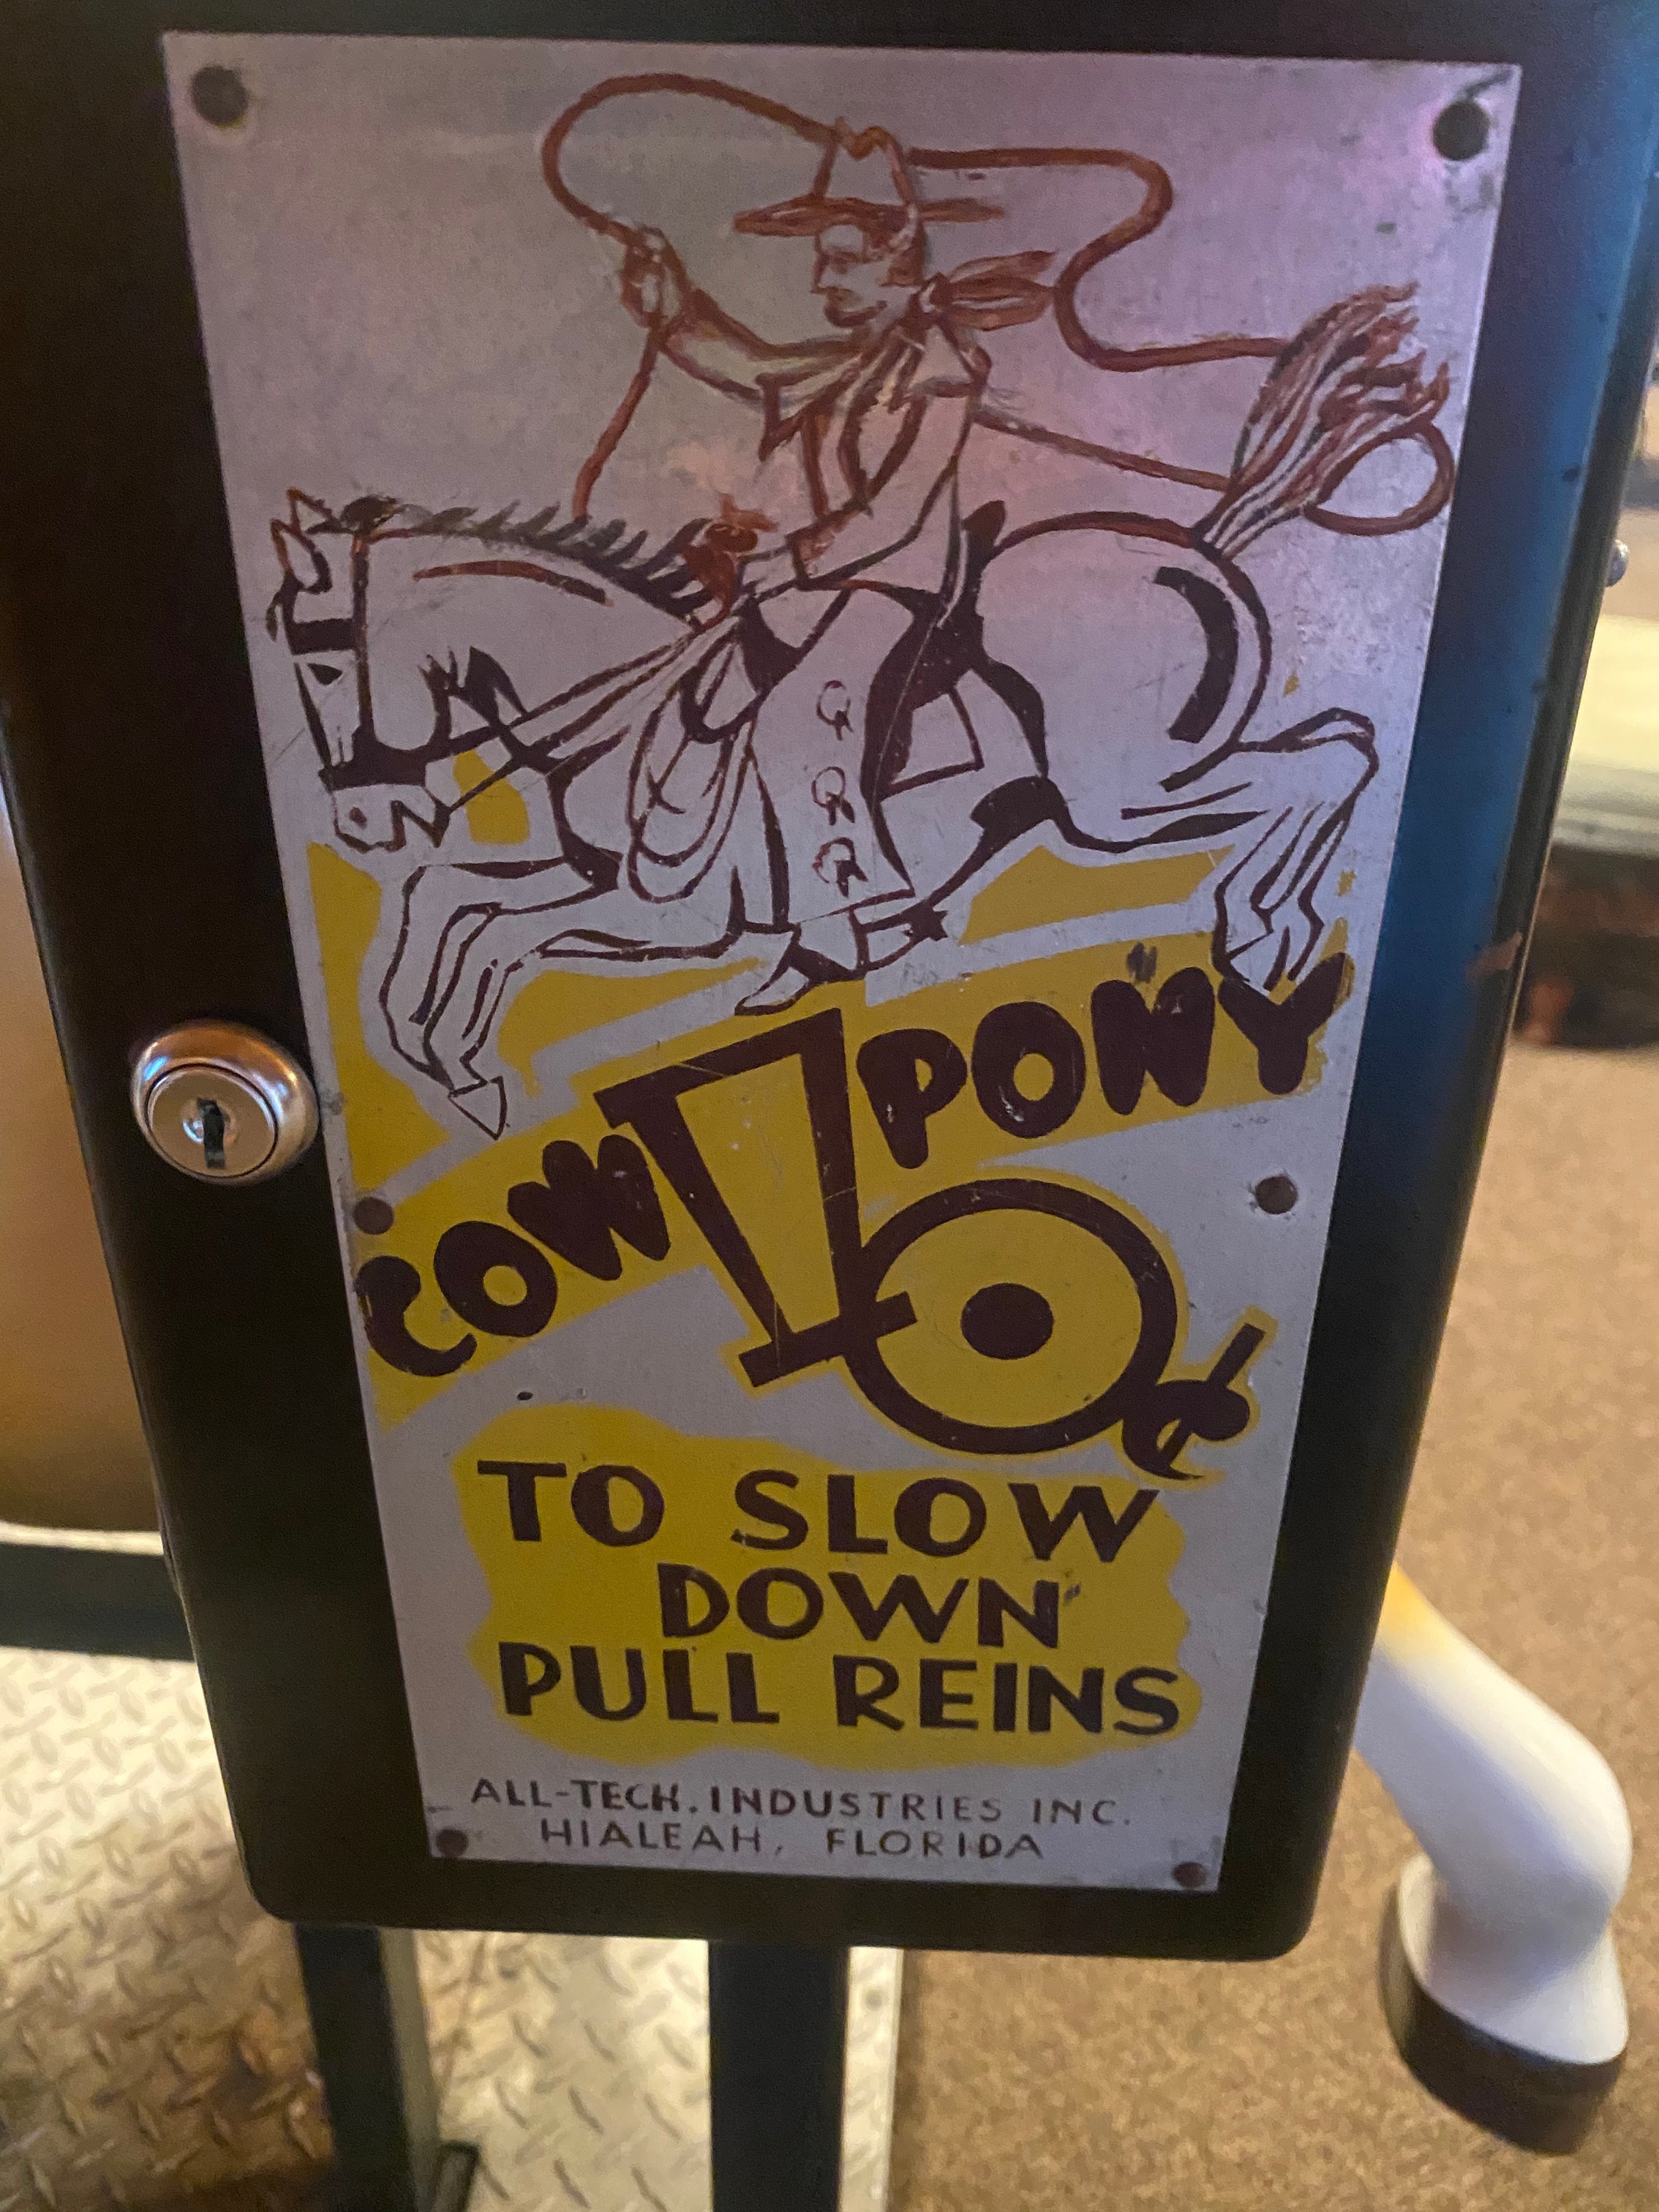 COW PONY
10¢
TO SLOW
DOWN
PULL REINS
ALL-TECH. INDUSTRIES INC.
HIALEAH, FLORIDA